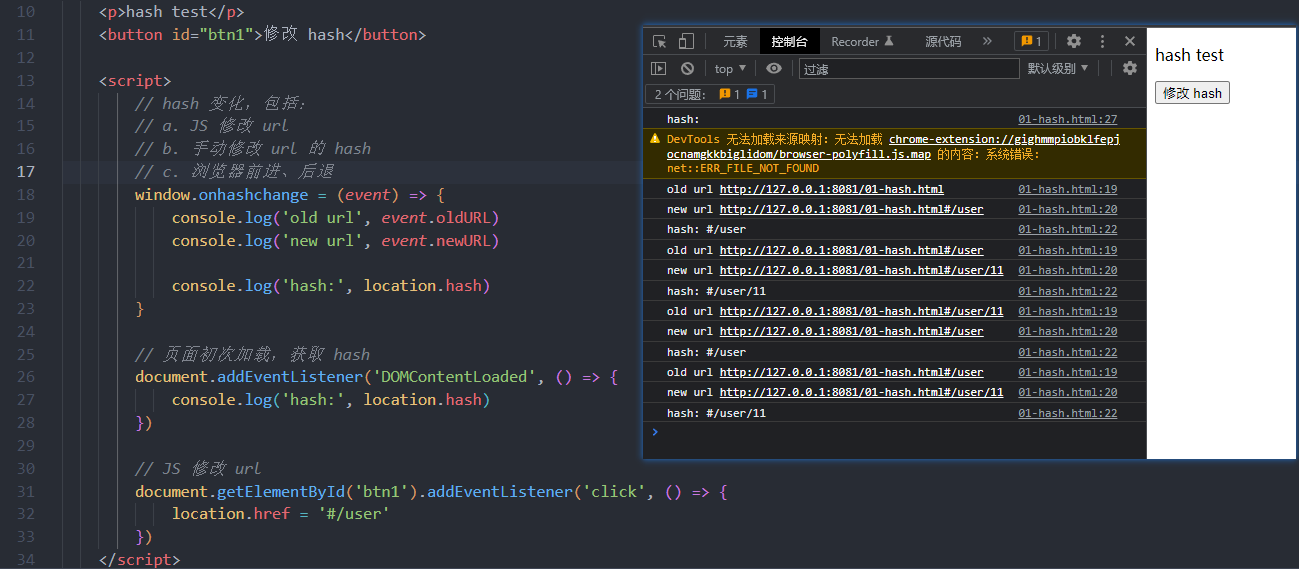 10 <p>hash test</p>
11 <button id="btn1">修改 hash</button>
12
13 <script>
14 // hash 变化，包括：
15 // a. JS 修改 url
16 // b. 手动修改 url 的 hash
17 // c. 浏览器前进、后退
18 window.onhashchange = (event) => {
19 console.log('old url', event.oldURL)
20 console.log('new url', event.newURL)
21
22 console.log('hash:', location.hash)
23 }
24
25 // 页面初次加载，获取 hash
26 document.addEventListener('DOMContentLoaded', () => {
27 console.log('hash:', location.hash)
28 })
29
30 // JS 修改 url
31 document.getElementById('btn1').addEventListener('click', () => {
32 location.href = '#/user'
33 })
34 </script>
元素 控制台 Recorder 源代码 » 1
top 过滤 默认级别
2 个问题: 1 1
hash: 01-hash.html:27
DevTools 无法加载来源映射: 无法加载 chrome-extension://gighmmpiobklfepj
ocnamgkkbiglidom/browser-polyfill.js.map 的内容: 系统错误:
net::ERR_FILE_NOT_FOUND
old url http://127.0.0.1:8081/01-hash.html 01-hash.html:19
new url http://127.0.0.1:8081/01-hash.html#/user 01-hash.html:20
hash: #/user 01-hash.html:22
old url http://127.0.0.1:8081/01-hash.html#/user 01-hash.html:19
new url http://127.0.0.1:8081/01-hash.html#/user/11 01-hash.html:20
hash: #/user/11 01-hash.html:22
old url http://127.0.0.1:8081/01-hash.html#/user/11 01-hash.html:19
new url http://127.0.0.1:8081/01-hash.html#/user 01-hash.html:20
hash: #/user 01-hash.html:22
old url http://127.0.0.1:8081/01-hash.html#/user 01-hash.html:19
new url http://127.0.0.1:8081/01-hash.html#/user/11 01-hash.html:20
hash: #/user/11 01-hash.html:22
hash test
修改 hash